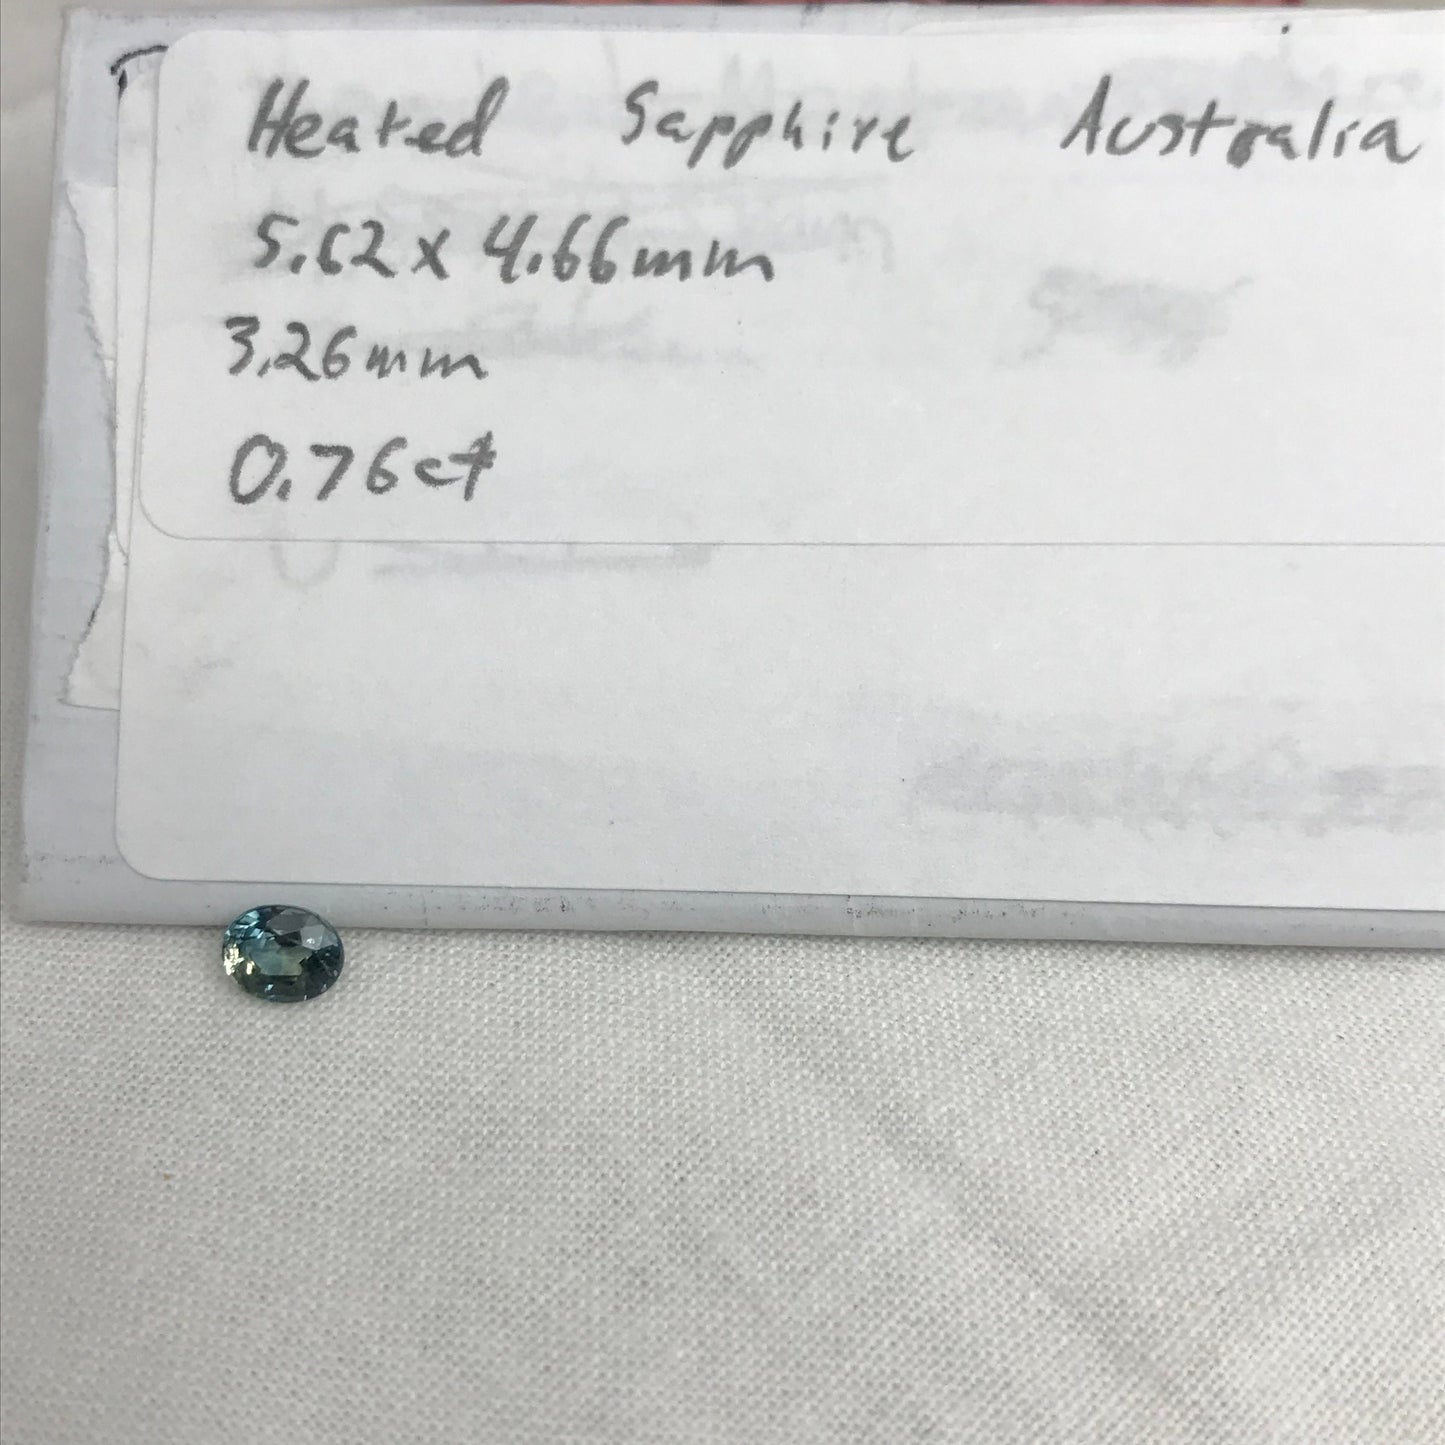 Heated Sapphire Australia
5.62 x 4.66mm
3.26mm
0.76ct